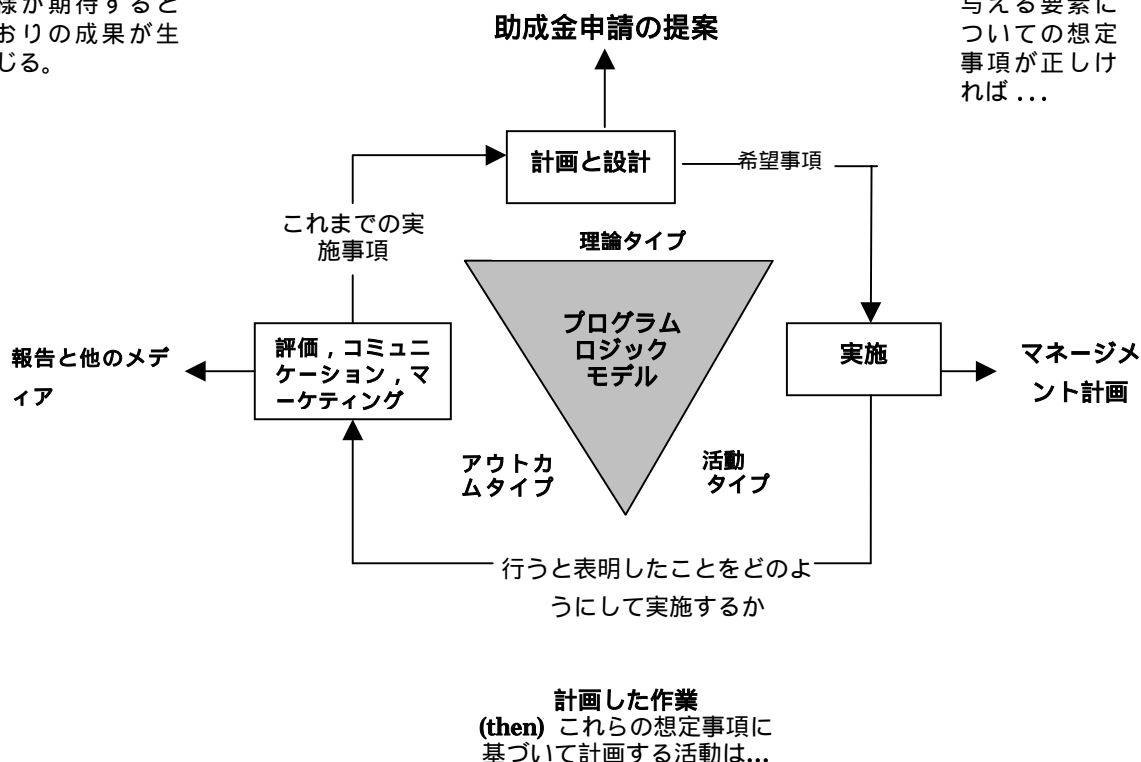 様が期待すると
おりの成果が生
じる。
助成金申請の提案
与える要素に
ついての想定
事項が正しけ
れば ...
計画と設計
希望事項
これまでの実
施事項
理論タイプ
プログラム
ロジック
モデル
報告と他のメデ
ィア
評価 , コミュニ
ケーション , マ
ーケティング
実施
マネージメ
ント計画
アウトカ
ムタイプ
活動
タイプ
行うと表明したことをどのよ
うにして実施するか
計画した作業
(then) これらの想定事項に
基づいて計画する活動は...